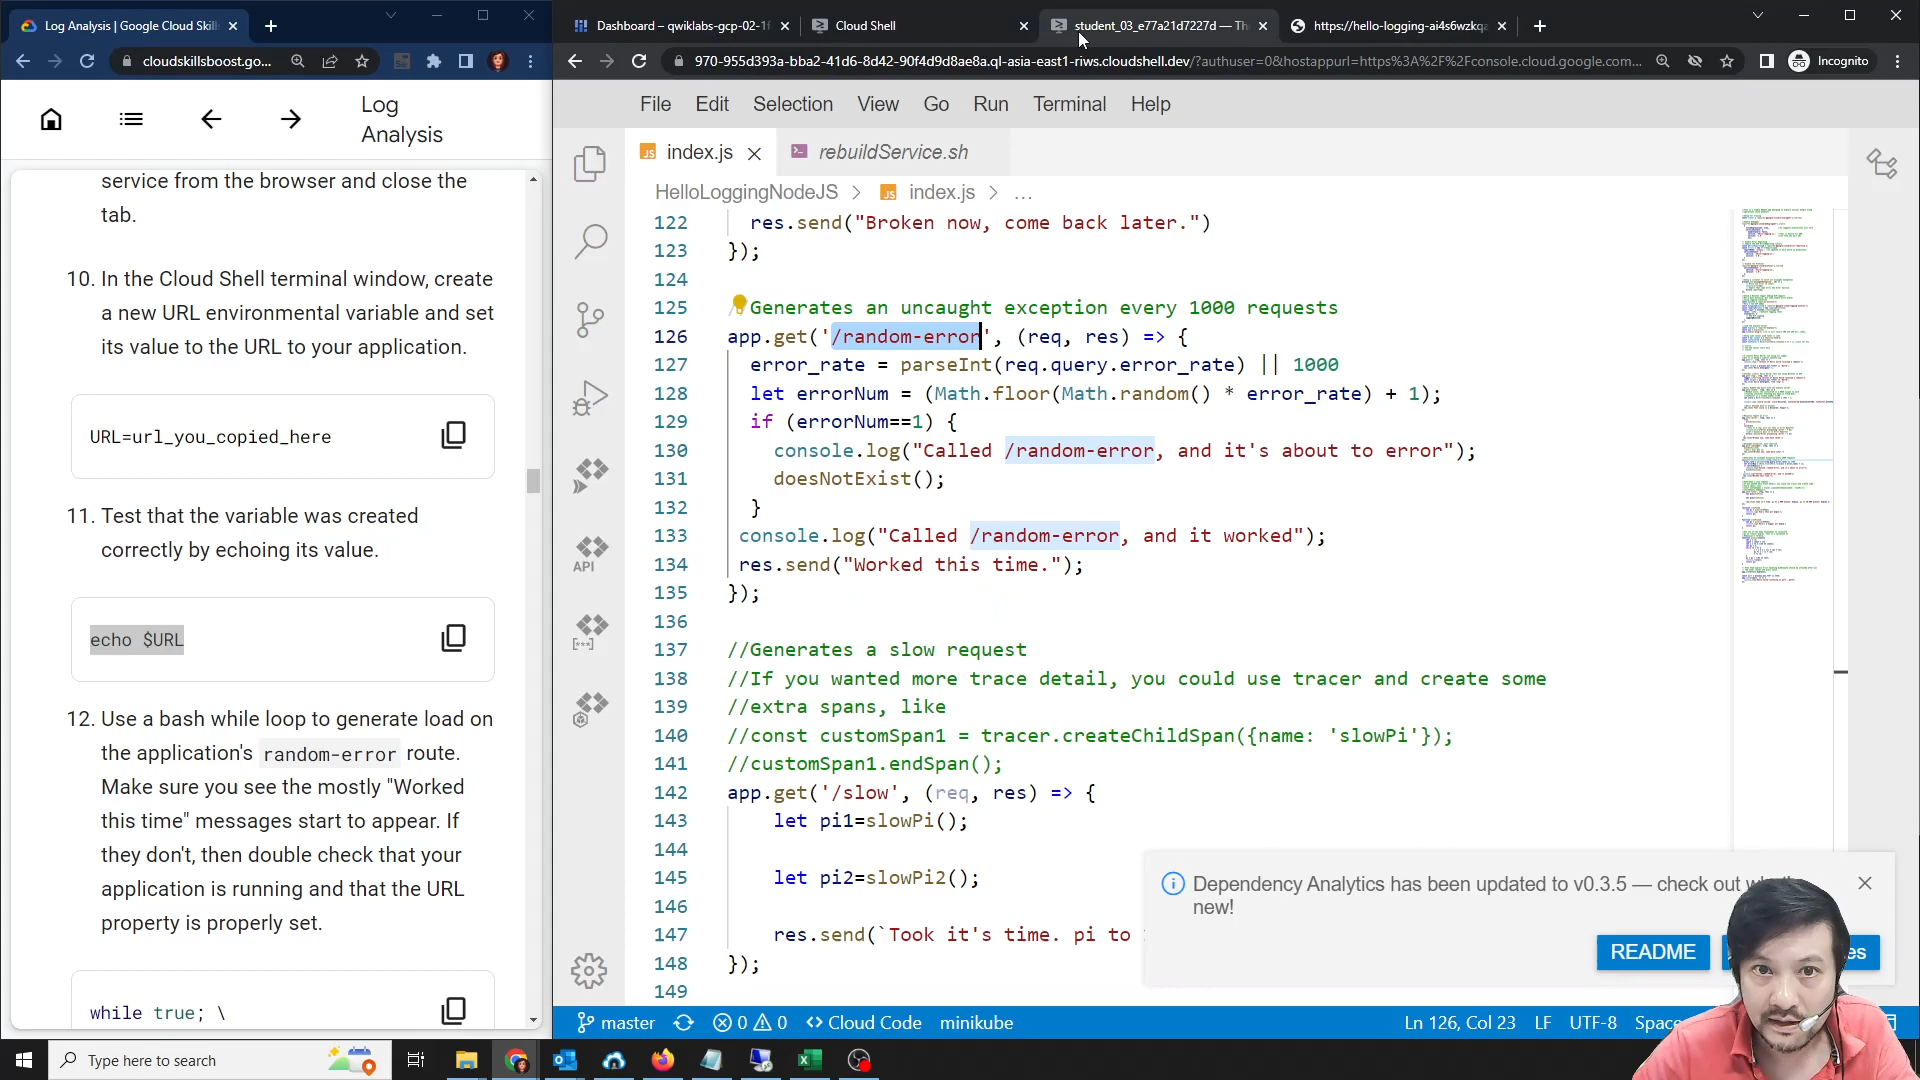 Log Analysis | Google Cloud Skills
Dashboard – qwiklabs-gcp-02-1f
Cloud Shell
student_03_e77a21d7227d — Th
https://hello-logging-ai4s6wzkqa
cloudskillsboost.go...
970-955d393a-bba2-41d6-8d42-90f4d9d8ae8a.ql-asia-east1-riws.cloudshell.dev/?authuser=0&hostappurl=https%3A%2F%2Fconsole.cloud.google.com...
Incognito
Log
Analysis
service from the browser and close the
tab.
10. In the Cloud Shell terminal window, create
a new URL environmental variable and set
its value to the URL to your application.
URL=url_you_copied_here
11. Test that the variable was created
correctly by echoing its value.
echo $URL
12. Use a bash while loop to generate load on
the application's random-error route.
Make sure you see the mostly "Worked
this time" messages start to appear. If
they don't, then double check that your
application is running and that the URL
property is properly set.
while true; \
File Edit Selection View Go Run Terminal Help
JS index.js
rebuildService.sh
HelloLoggingNodeJS > JS index.js > ...
API
122 res.send("Broken now, come back later.")
123 });
124
125 /Generates an uncaught exception every 1000 requests
126 app.get('/random-error', (req, res) => {
127 error_rate = parseInt(req.query.error_rate) || 1000
128 let errorNum = (Math.floor(Math.random() * error_rate) + 1);
129 if (errorNum==1) {
130 console.log("Called /random-error, and it's about to error");
131 doesNotExist();
132 }
133 console.log("Called /random-error, and it worked");
134 res.send("Worked this time.");
135 });
136
137 //Generates a slow request
138 //If you wanted more trace detail, you could use tracer and create some
139 //extra spans, like
140 //const customSpan1 = tracer.createChildSpan({name: 'slowPi'});
141 //customSpan1.endSpan();
142 app.get('/slow', (req, res) => {
143 let pi1=slowPi();
144
145 let pi2=slowPi2();
146
147 res.send(`Took it's time. pi to
148 });
149
Dependency Analytics has been updated to v0.3.5 — check out
new!
README
master 0 0 <> Cloud Code minikube
Ln 126, Col 23 LF UTF-8 Space
Type here to search